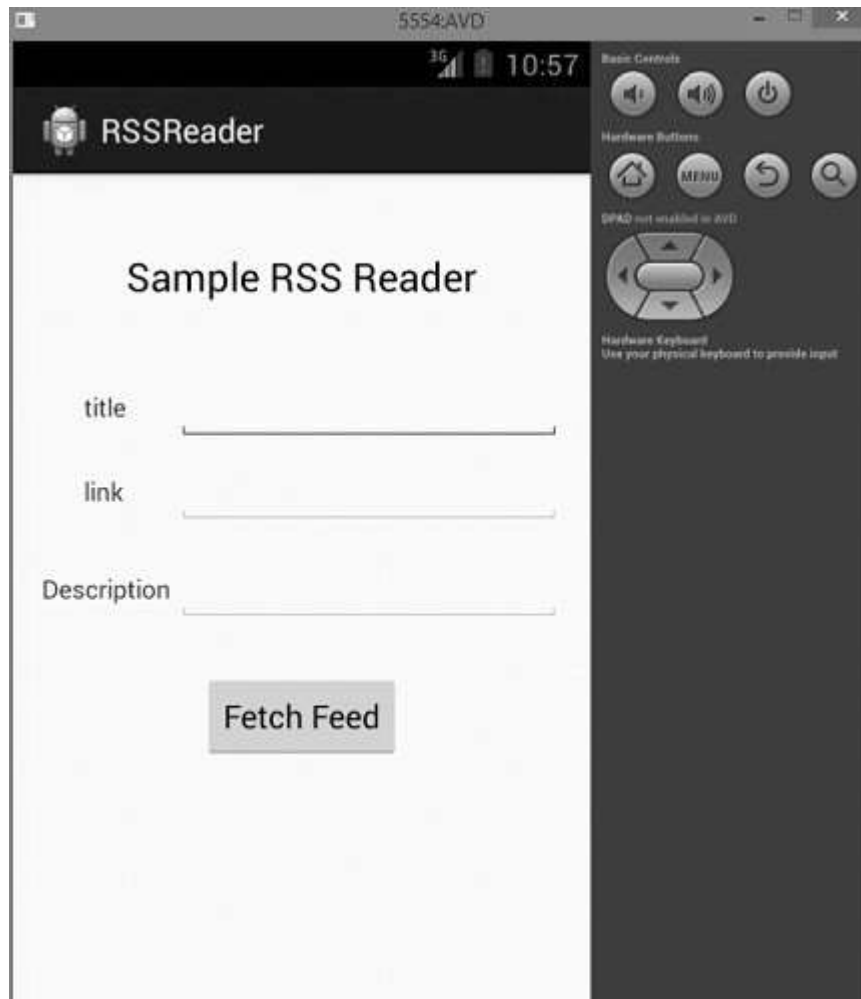 5554:AVD
3G 10:57
RSSReader
Sample RSS Reader
title
link
Description
Fetch Feed
Basic Controls
Hardware Buttons
MENU
DPAD not enabled in AVD
Hardware Keyboard
Use your physical keyboard to provide input